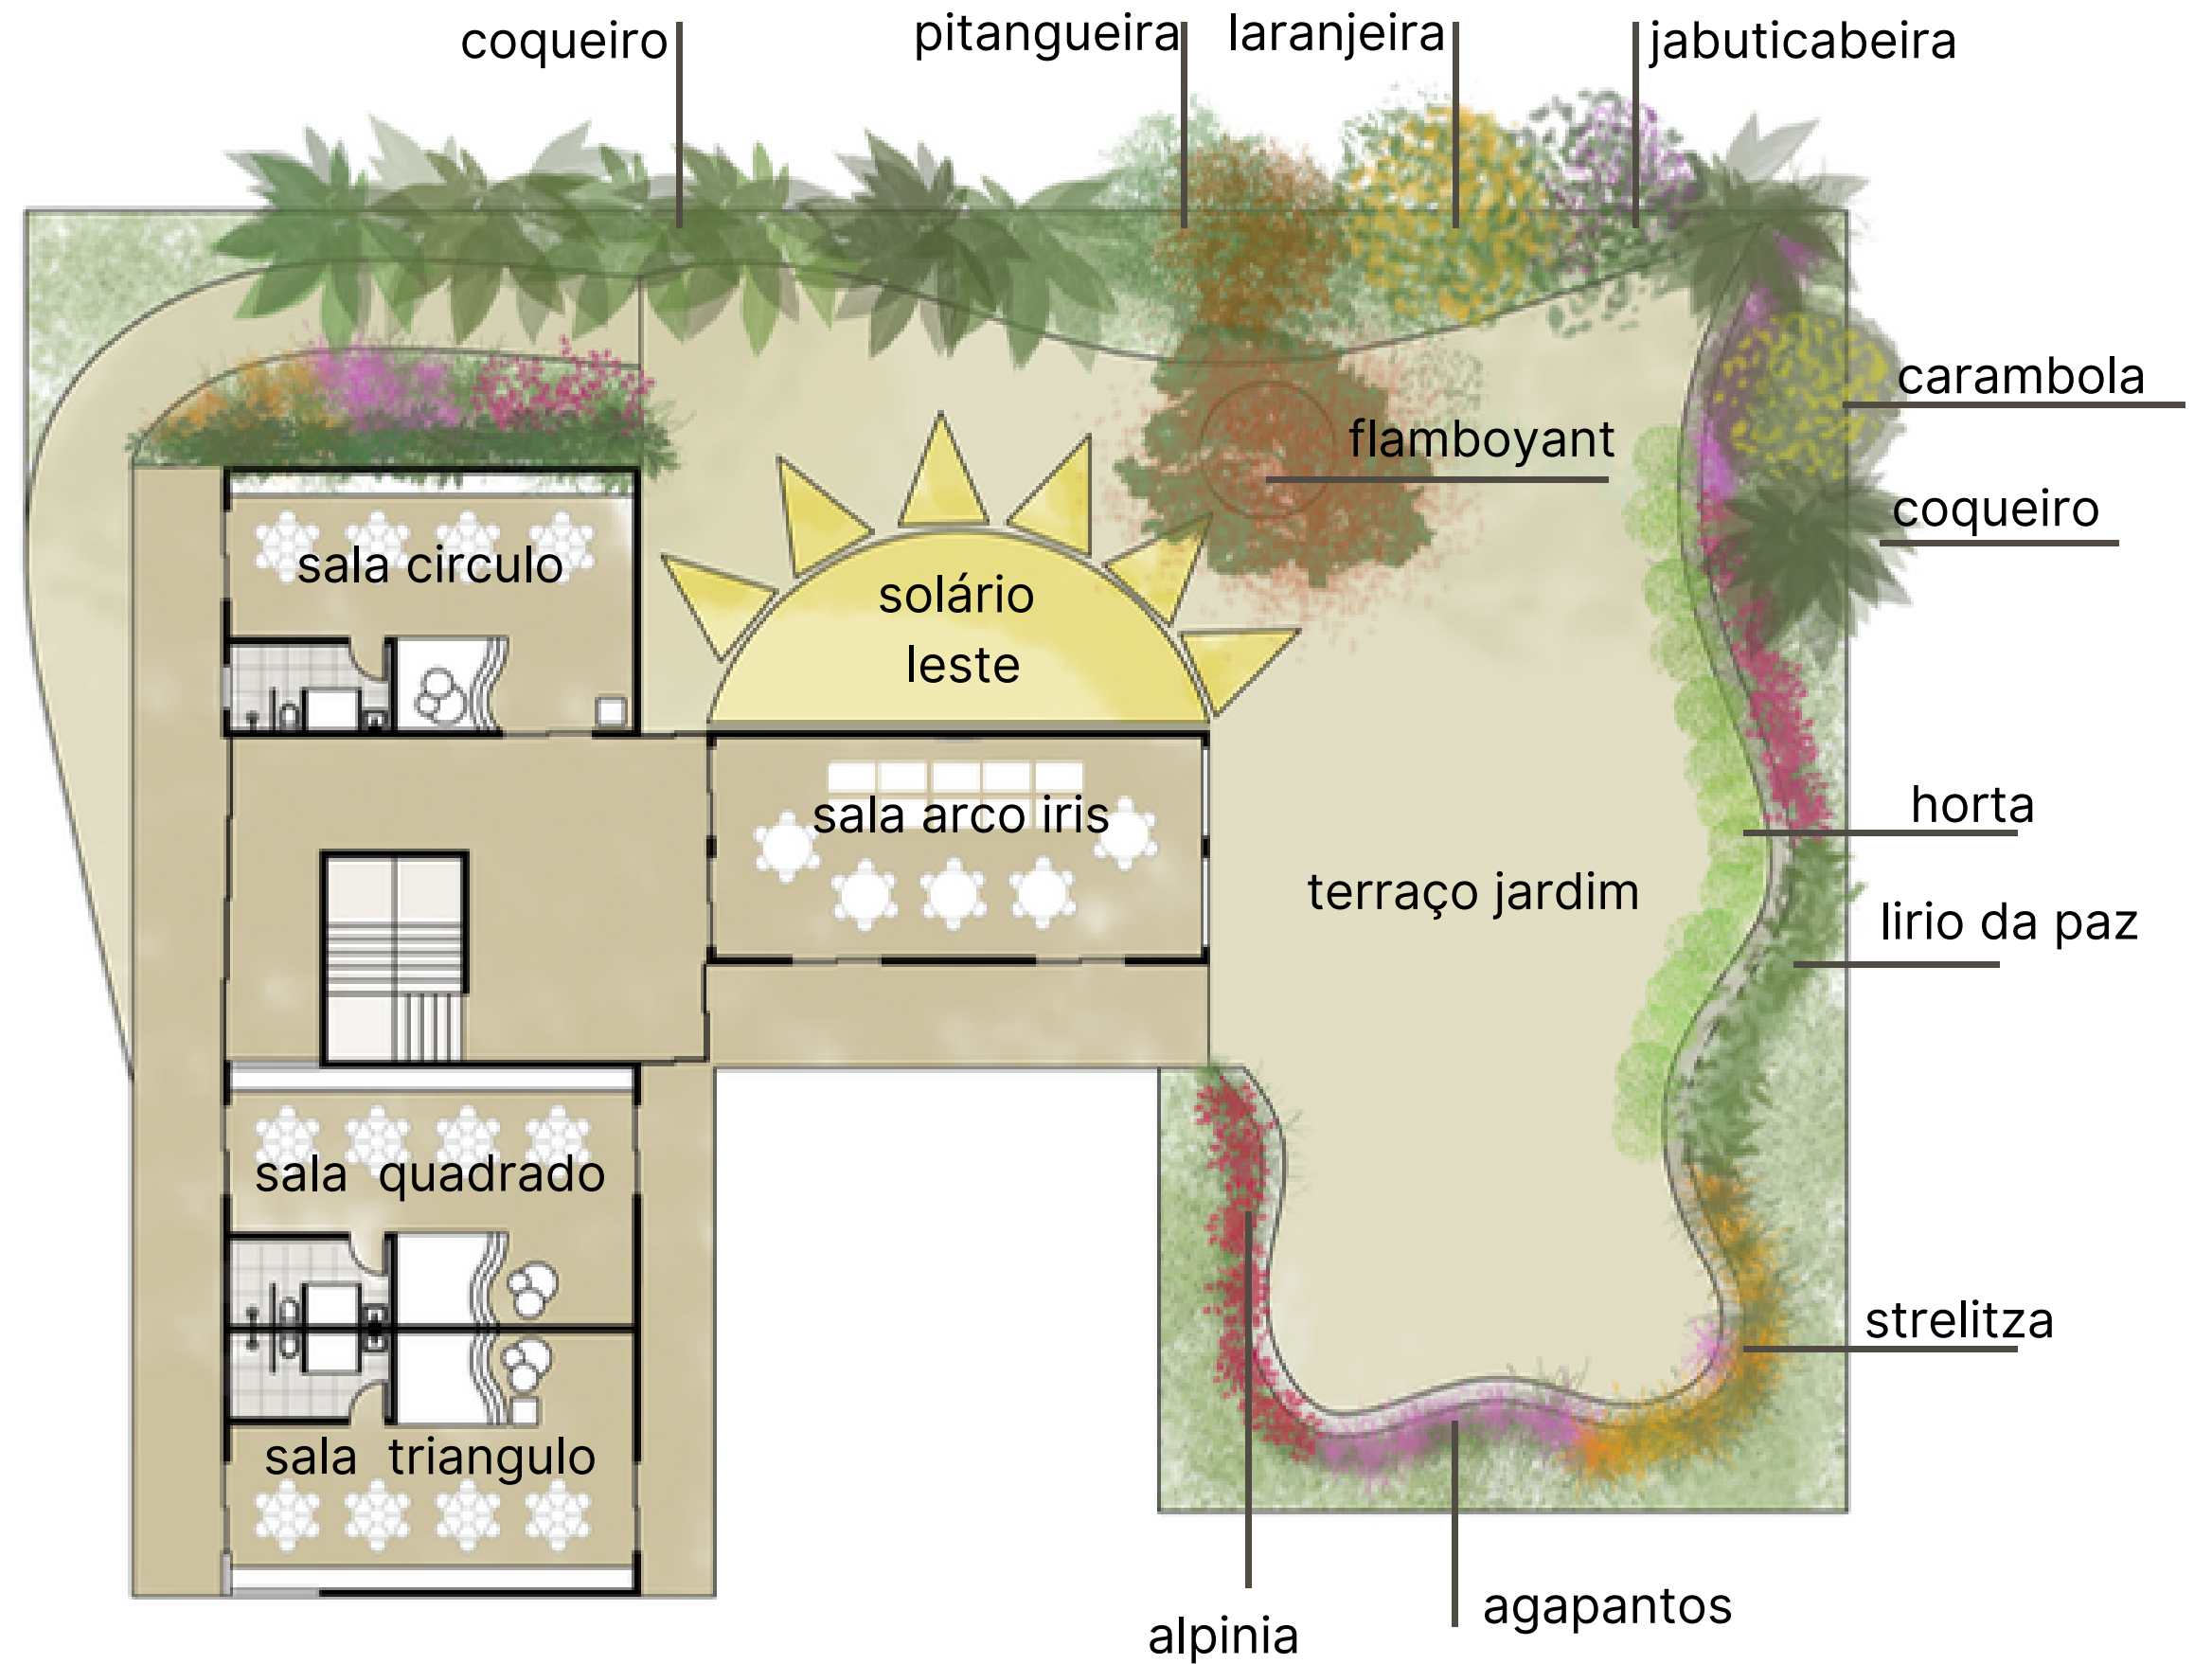 coqueiro
pitangueira
laranjeira
jabuticabeira
carambola
flamboyant
coqueiro
sala circulo
solário
leste
horta
sala arco iris
terraço jardim
lirio da paz
sala quadrado
strelitza
sala triangulo
agapantos
alpinia